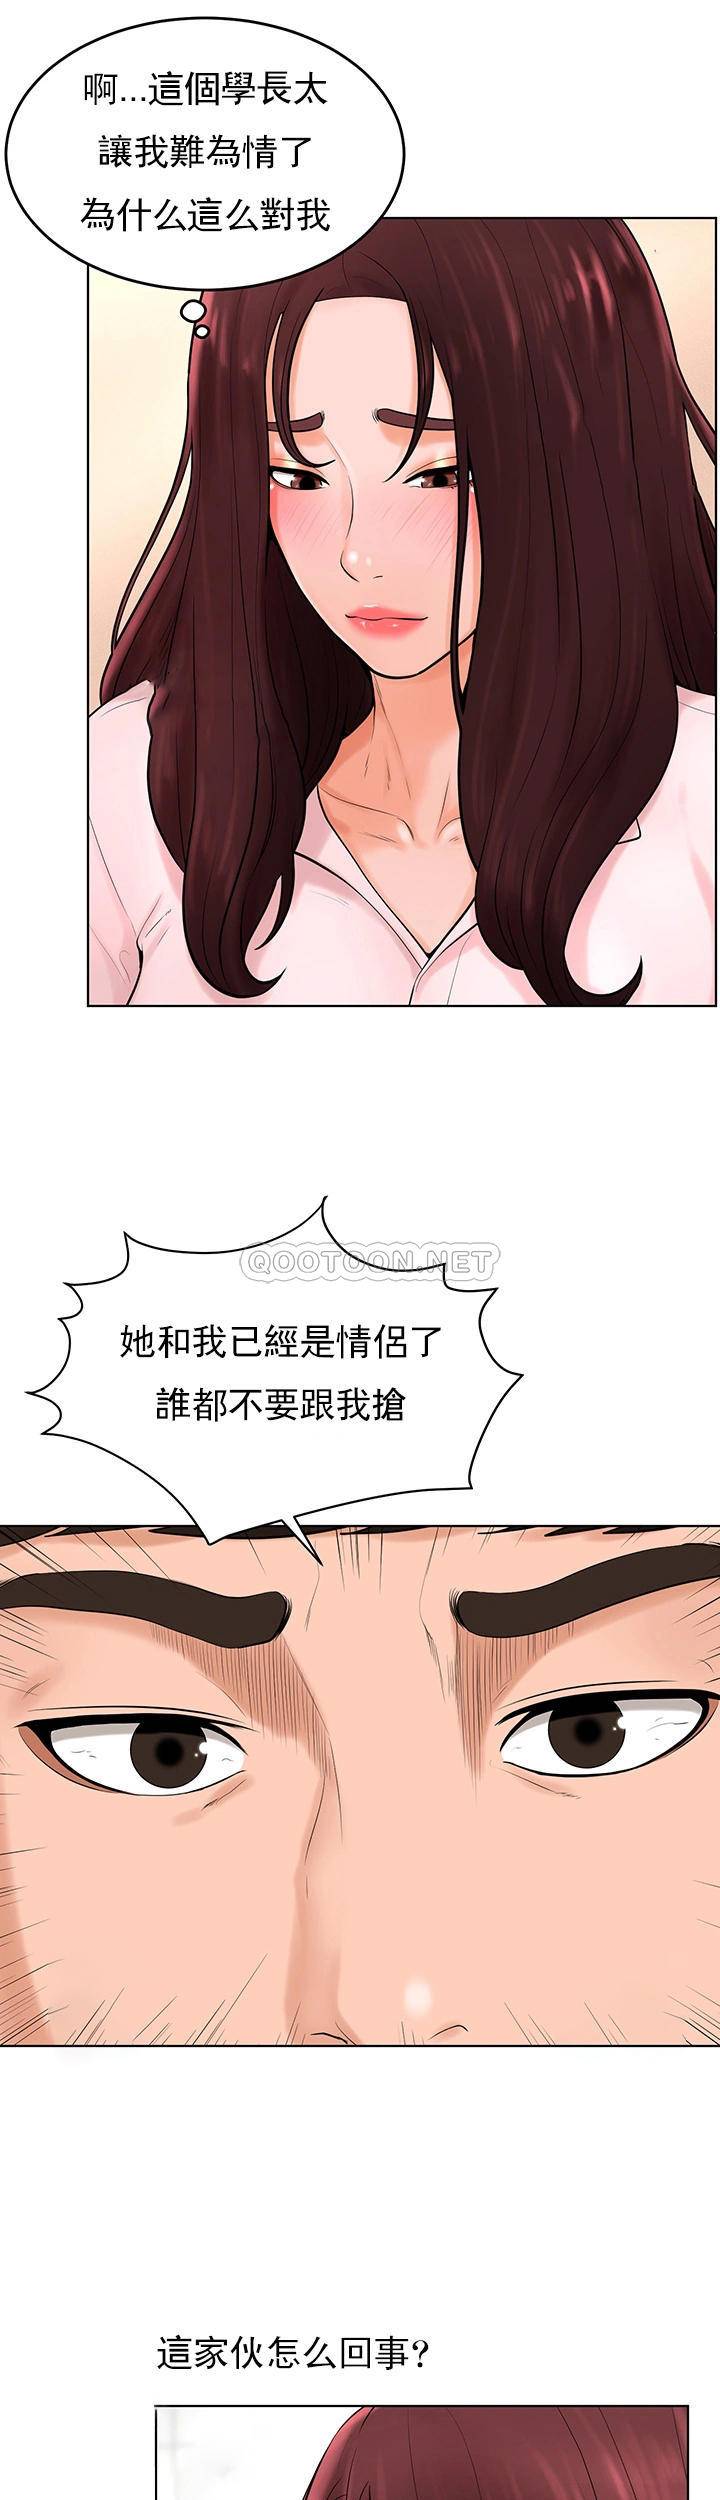 啊...這個學長太
讓我難為情了
為什么這么對我
QOOTOON.NET
她和我已經是情侶了
誰都不要跟我搶
這家伙怎么回事?